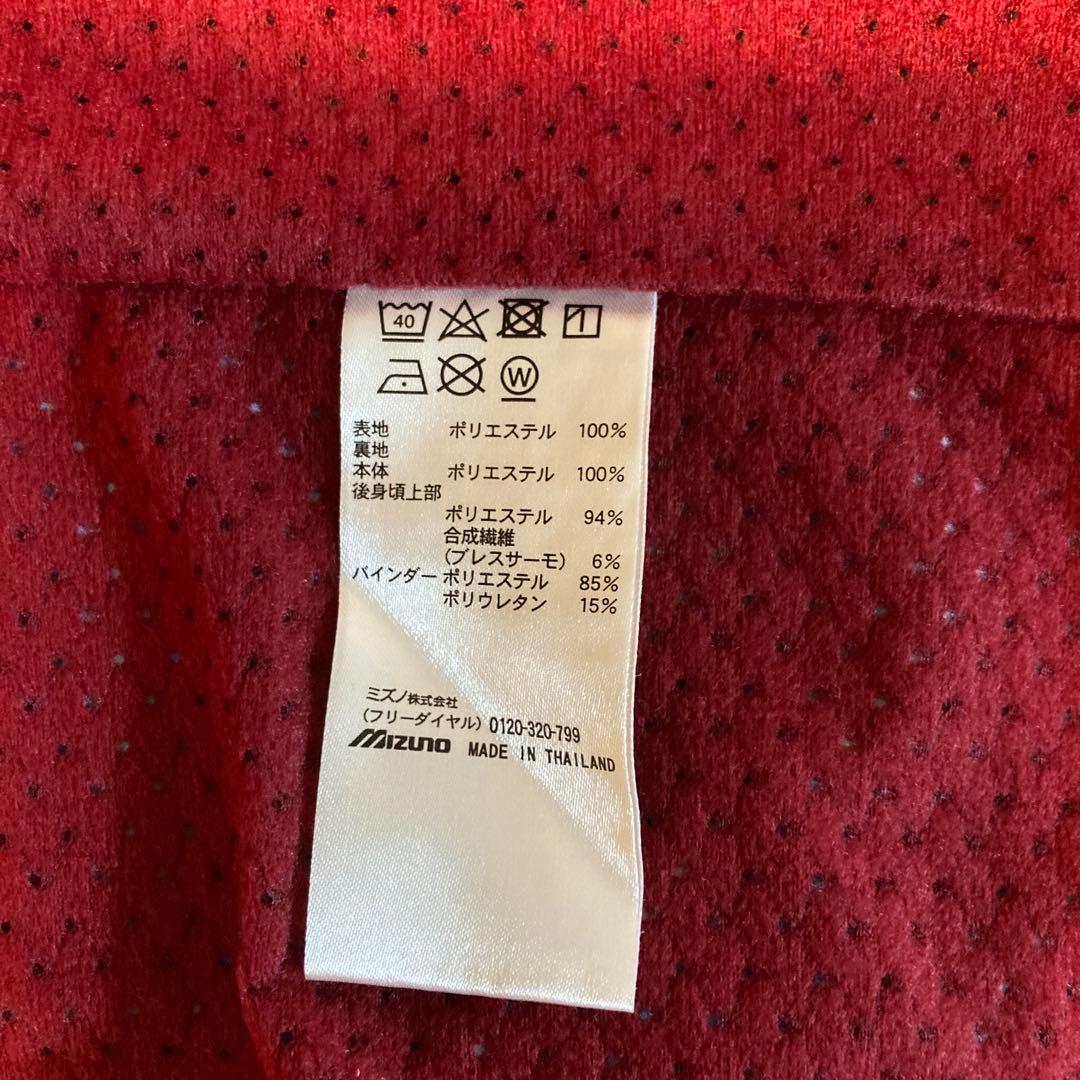 40
W
表地 ポリエステル 100%
裏地
本体 ポリエステル 100%
後身頃上部
ポリエステル 94%
合成繊維
(ブレスサーモ) 6%
バインダー ポリエステル 85%
ポリウレタン 15%
ミズノ株式会社
(フリーダイヤル) 0120-320-799
MIZUNO MADE IN THAILAND